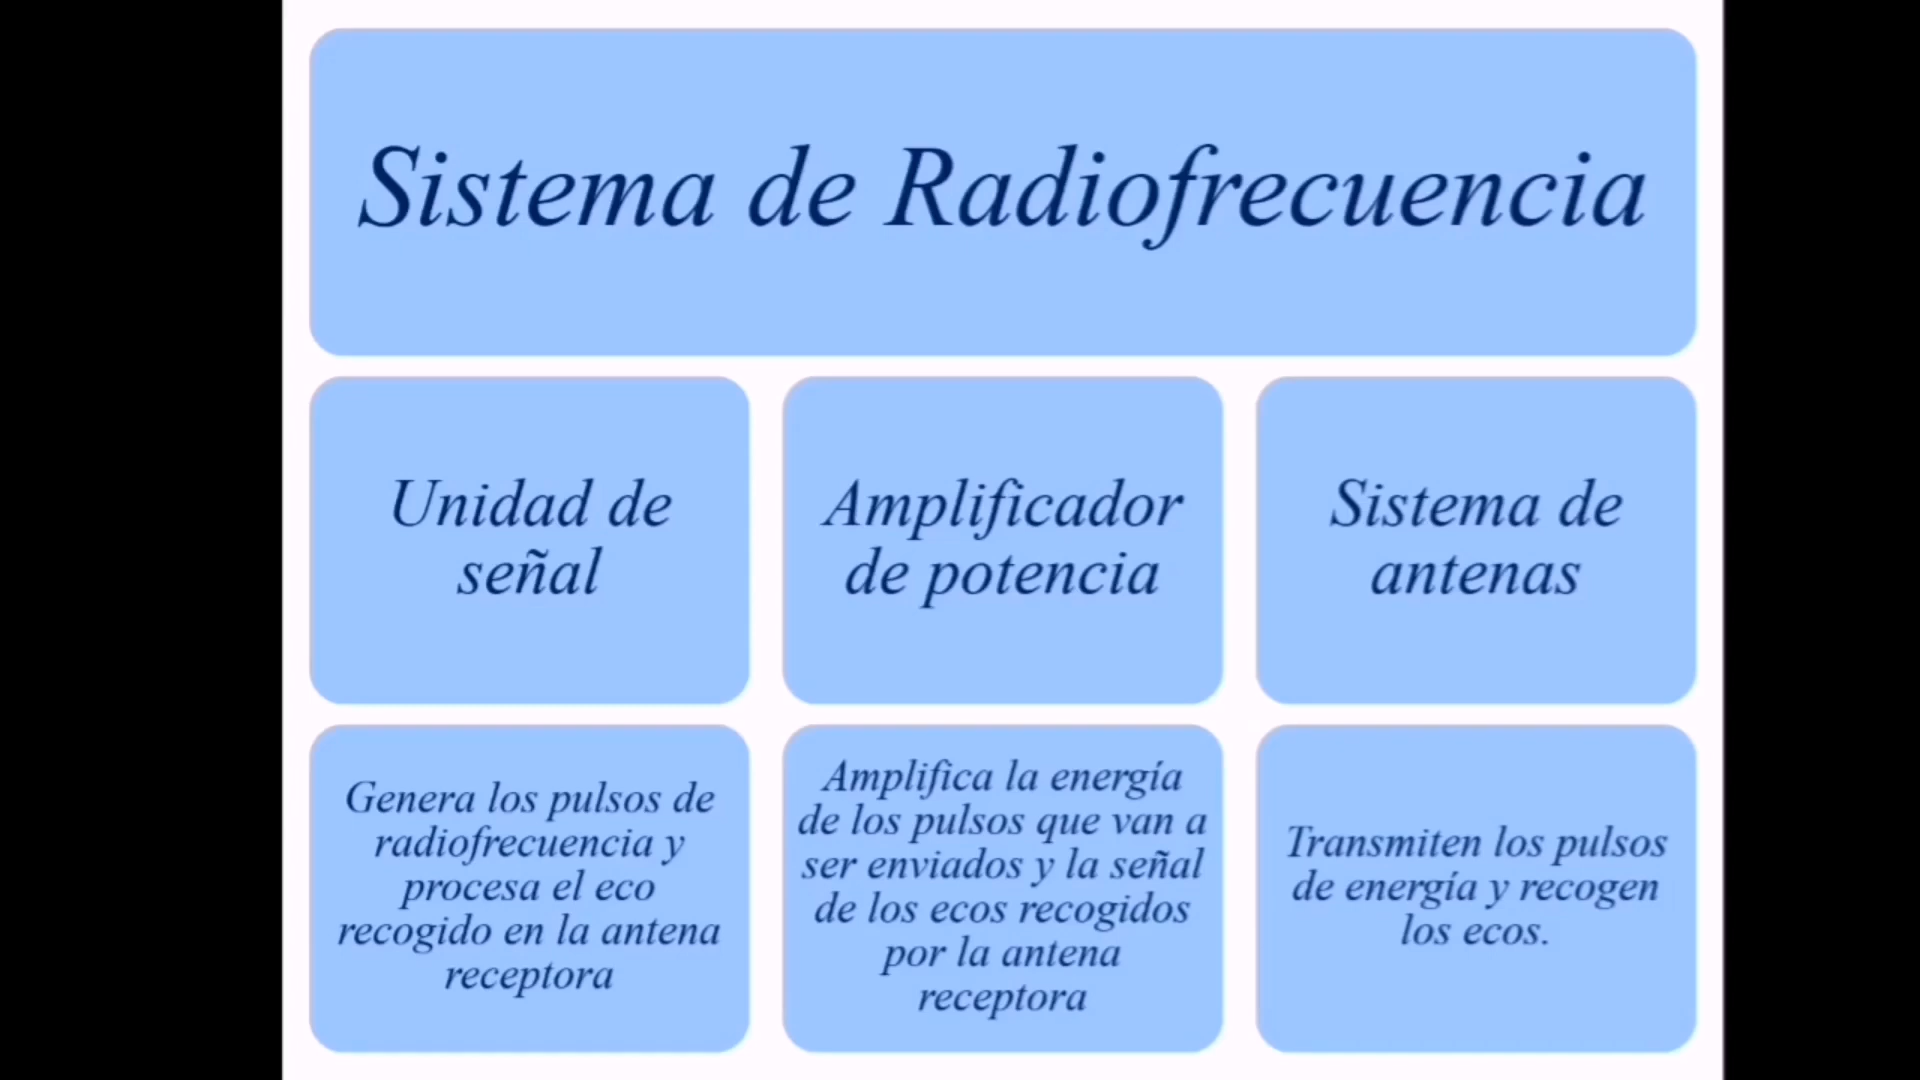 Sistema de Radiofrecuencia
Unidad de
señal
Amplificador
de potencia
Sistema de
antenas
Genera los pulsos de
radiofrecuencia y
procesa el eco
recogido en la antena
receptora
Amplifica la energía
de los pulsos que van a
ser enviados y la señal
de los ecos recogidos
por la antena
receptora
Transmiten los pulsos
de energía y recogen
los ecos.